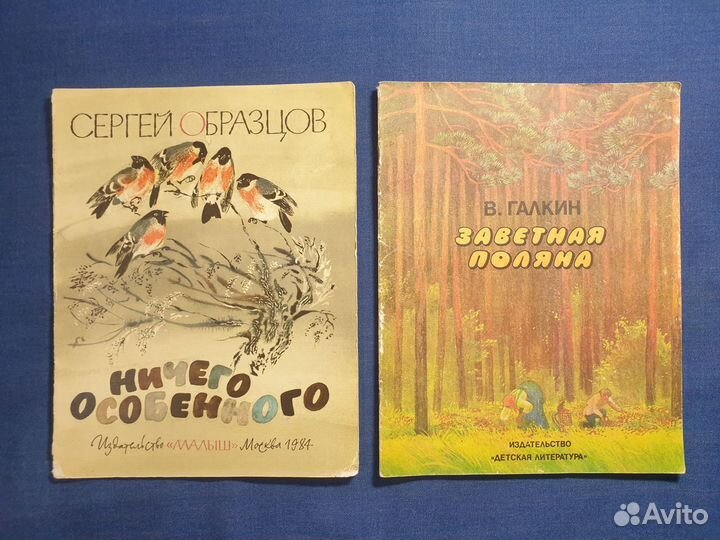 СЕРГЕЙ ОБРАЗЦОВ
НИЧЕГО
ОСОБЕННОГО
Издательство «МАЛЫШ» Москва 1984
В. ГАЛКИН
ЗАВЕТНАЯ
ПОЛЯНА
ИЗДАТЕЛЬСТВО
«ДЕТСКАЯ ЛИТЕРАТУРА»
Avito